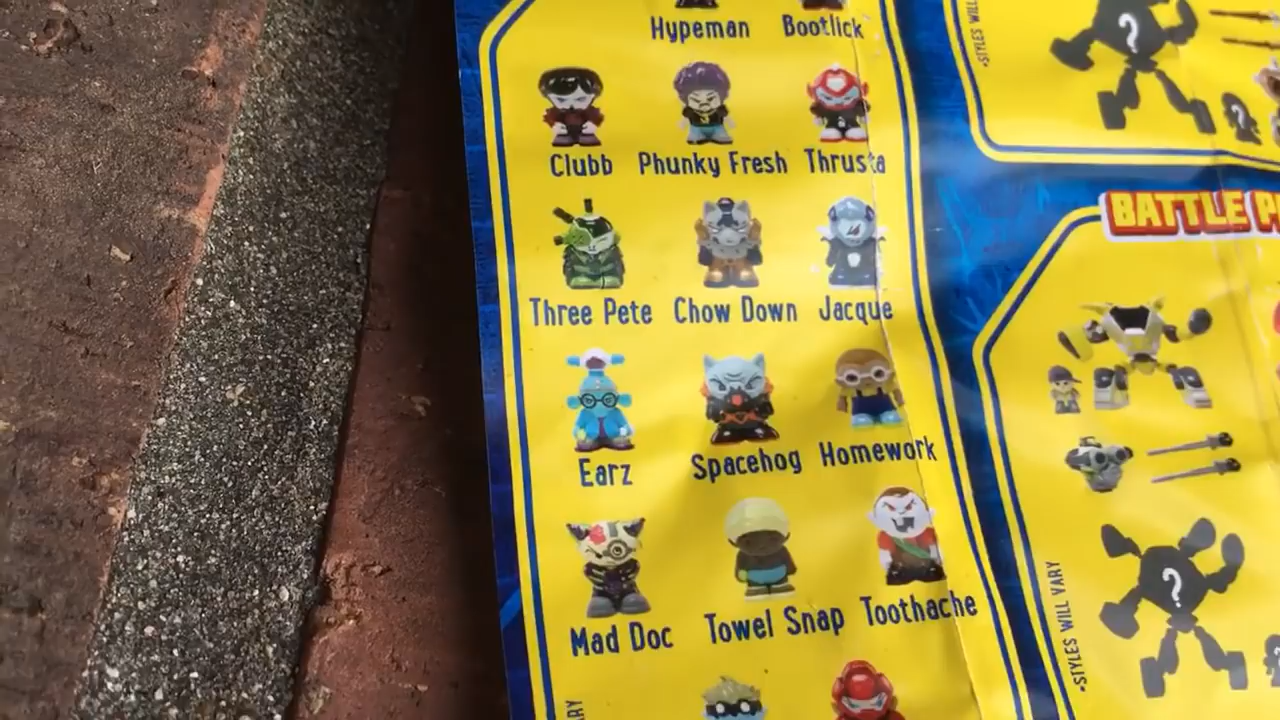 Hypeman Bootlick
Clubb Phunky Fresh Thrusta
Three Pete Chow Down Jacque
Earz Spacehog Homework
Mad Doc Towel Snap Toothache
•STYLES WILL
BATTLE
? 
•STYLES WILL VARY
?